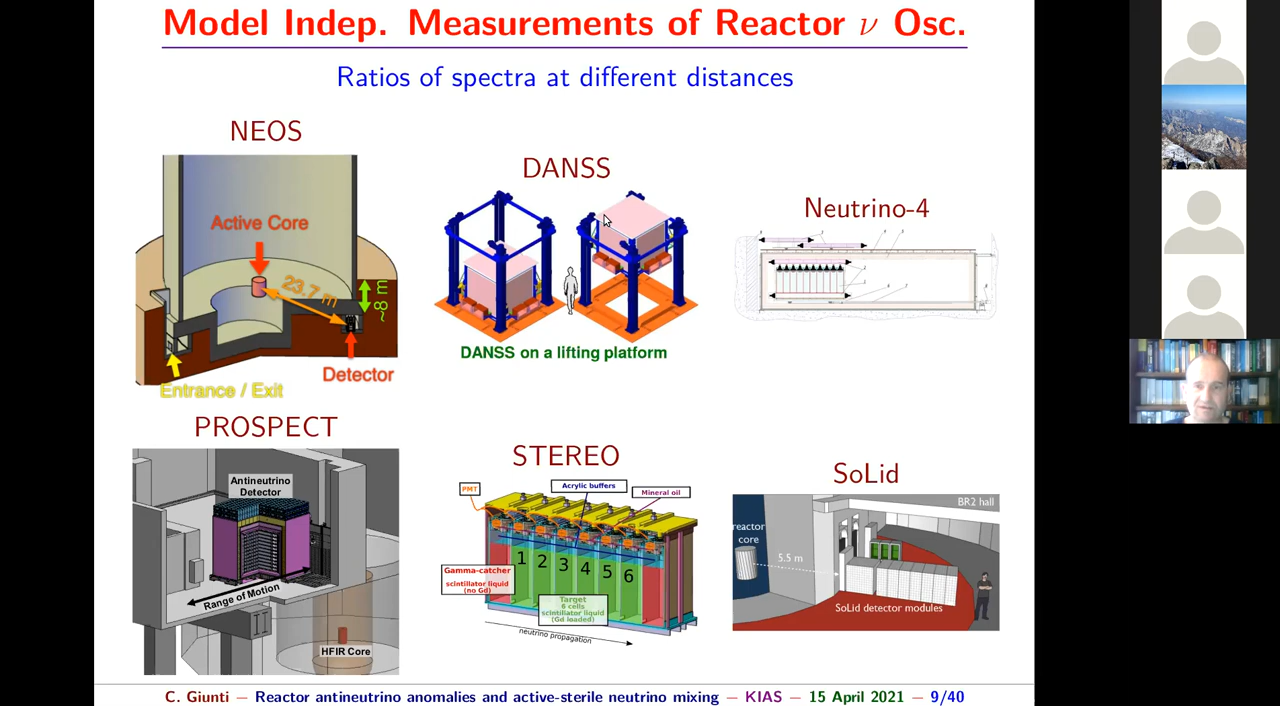 Model Indep. Measurements of Reactor ν Osc.
Ratios of spectra at different distances
NEOS
Active Core
23.7 m
~8 m
Detector
Entrance / Exit
DANSS
DANSS on a lifting platform
Neutrino-4
PROSPECT
Antineutrino
Detector
Range of Motion
HFIR Core
STEREO
PMT
Acrylic buffers
Mineral oil
1 2 3 4 5 6
Gamma-catcher
scintillator liquid
(no Gd)
Target
6 cells
scintillator liquid
(Gd loaded)
neutrino propagation
SoLid
BR2 hall
reactor
core
5.5 m
SoLid detector modules
C. Giunti − Reactor antineutrino anomalies and active-sterile neutrino mixing − KIAS − 15 April 2021 − 9/40